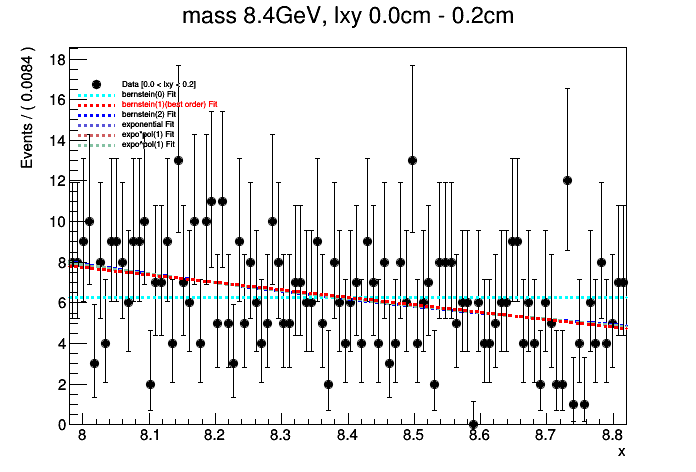 mass 8.4GeV, lxy 0.0cm - 0.2cm
Events / ( 0.0084 )
18
16
14
12
10
8
6
4
2
0
Data [0.0 < lxy < 0.2]
bernstein(0) Fit
bernstein(1)(best order) Fit
bernstein(2) Fit
exponential Fit
expo*pol(1) Fit
expo*pol(1) Fit
8 8.1 8.2 8.3 8.4 8.5 8.6 8.7 8.8
x